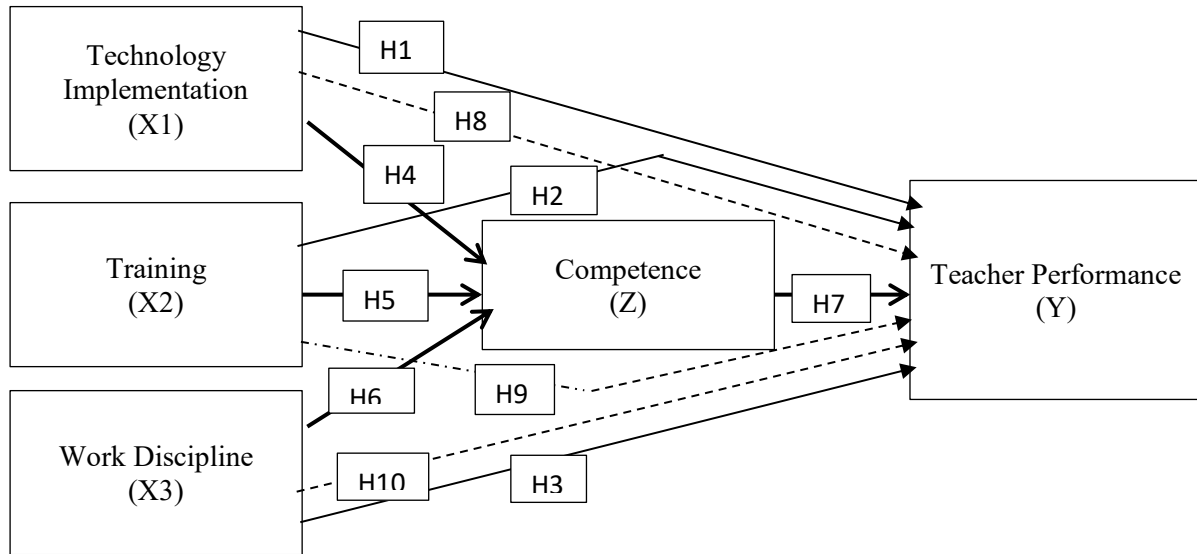 Technology
Implementation
(X1)
H1
H8
H4
H2
Training
(X2)
H5
Competence
(Z)
H7
Teacher Performance
(Y)
H6
H9
Work Discipline
(X3)
H10
H3